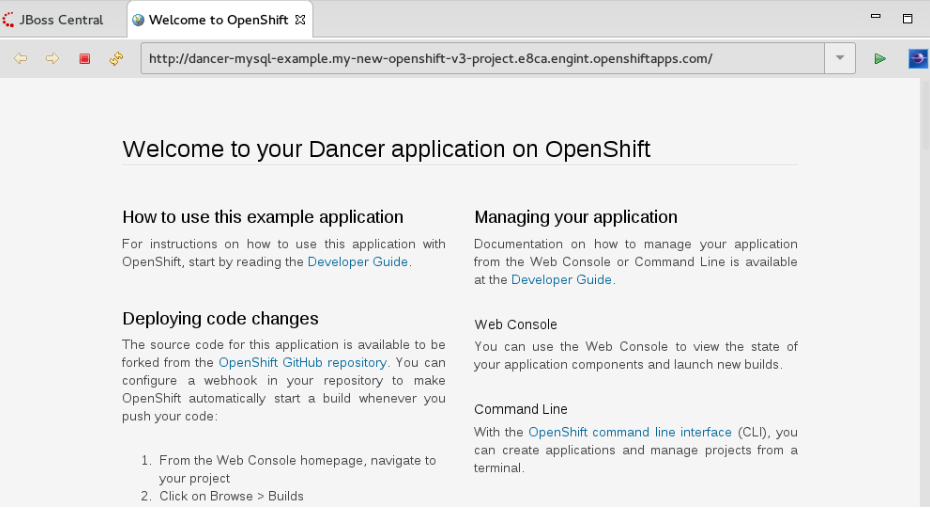 JBoss Central
Welcome to OpenShift
http://dancer-mysql-example.my-new-openshift-v3-project.e8ca.engint.openshiftapps.com/
Welcome to your Dancer application on OpenShift
How to use this example application
For instructions on how to use this application with
OpenShift, start by reading the Developer Guide.
Deploying code changes
The source code for this application is available to be
forked from the OpenShift GitHub repository. You can
configure a webhook in your repository to make
OpenShift automatically start a build whenever you
push your code:
1. From the Web Console homepage, navigate to
your project
2. Click on Browse > Builds
Managing your application
Documentation on how to manage your application
from the Web Console or Command Line is available
at the Developer Guide.
Web Console
You can use the Web Console to view the state of
your application components and launch new builds.
Command Line
With the OpenShift command line interface (CLI), you
can create applications and manage projects from a
terminal.